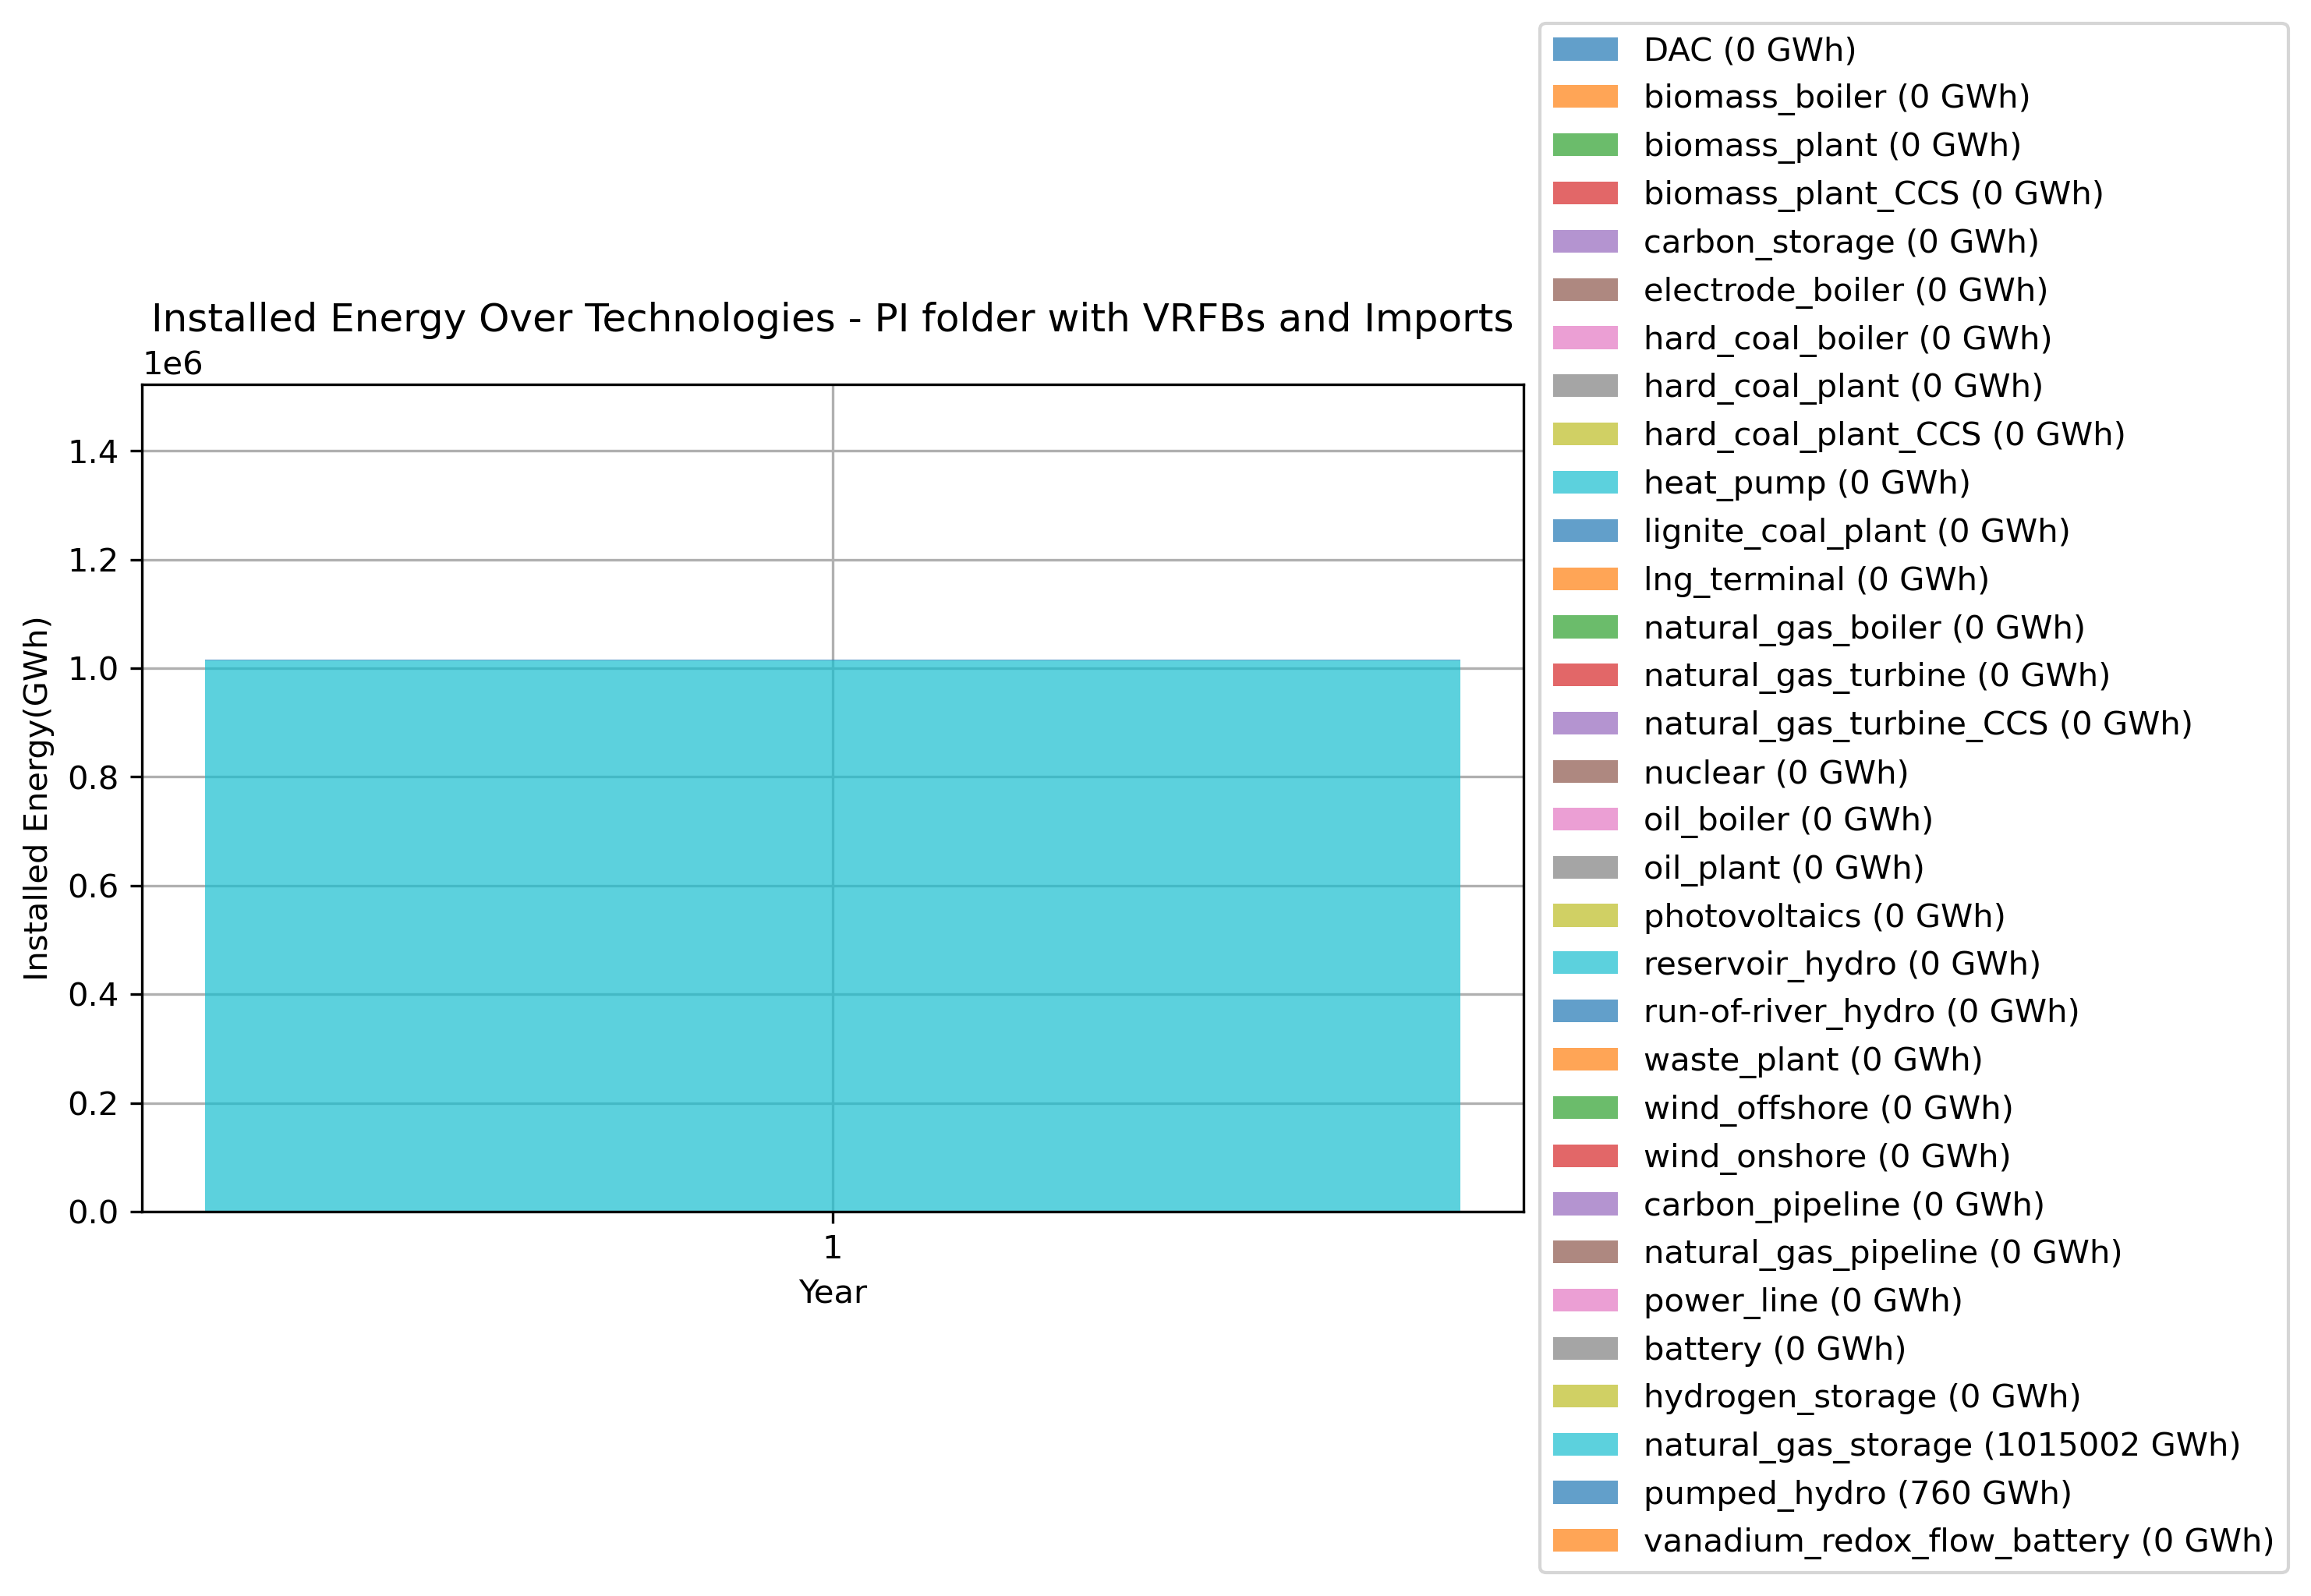 Installed Energy Over Technologies - PI folder with VRFBs and Imports
1e6
1.4
1.2
1.0
0.8
0.6
0.4
0.2
0.0
Installed Energy(GWh)
1
Year
DAC (0 GWh)
biomass_boiler (0 GWh)
biomass_plant (0 GWh)
biomass_plant_CCS (0 GWh)
carbon_storage (0 GWh)
electrode_boiler (0 GWh)
hard_coal_boiler (0 GWh)
hard_coal_plant (0 GWh)
hard_coal_plant_CCS (0 GWh)
heat_pump (0 GWh)
lignite_coal_plant (0 GWh)
lng_terminal (0 GWh)
natural_gas_boiler (0 GWh)
natural_gas_turbine (0 GWh)
natural_gas_turbine_CCS (0 GWh)
nuclear (0 GWh)
oil_boiler (0 GWh)
oil_plant (0 GWh)
photovoltaics (0 GWh)
reservoir_hydro (0 GWh)
run-of-river_hydro (0 GWh)
waste_plant (0 GWh)
wind_offshore (0 GWh)
wind_onshore (0 GWh)
carbon_pipeline (0 GWh)
natural_gas_pipeline (0 GWh)
power_line (0 GWh)
battery (0 GWh)
hydrogen_storage (0 GWh)
natural_gas_storage (1015002 GWh)
pumped_hydro (760 GWh)
vanadium_redox_flow_battery (0 GWh)